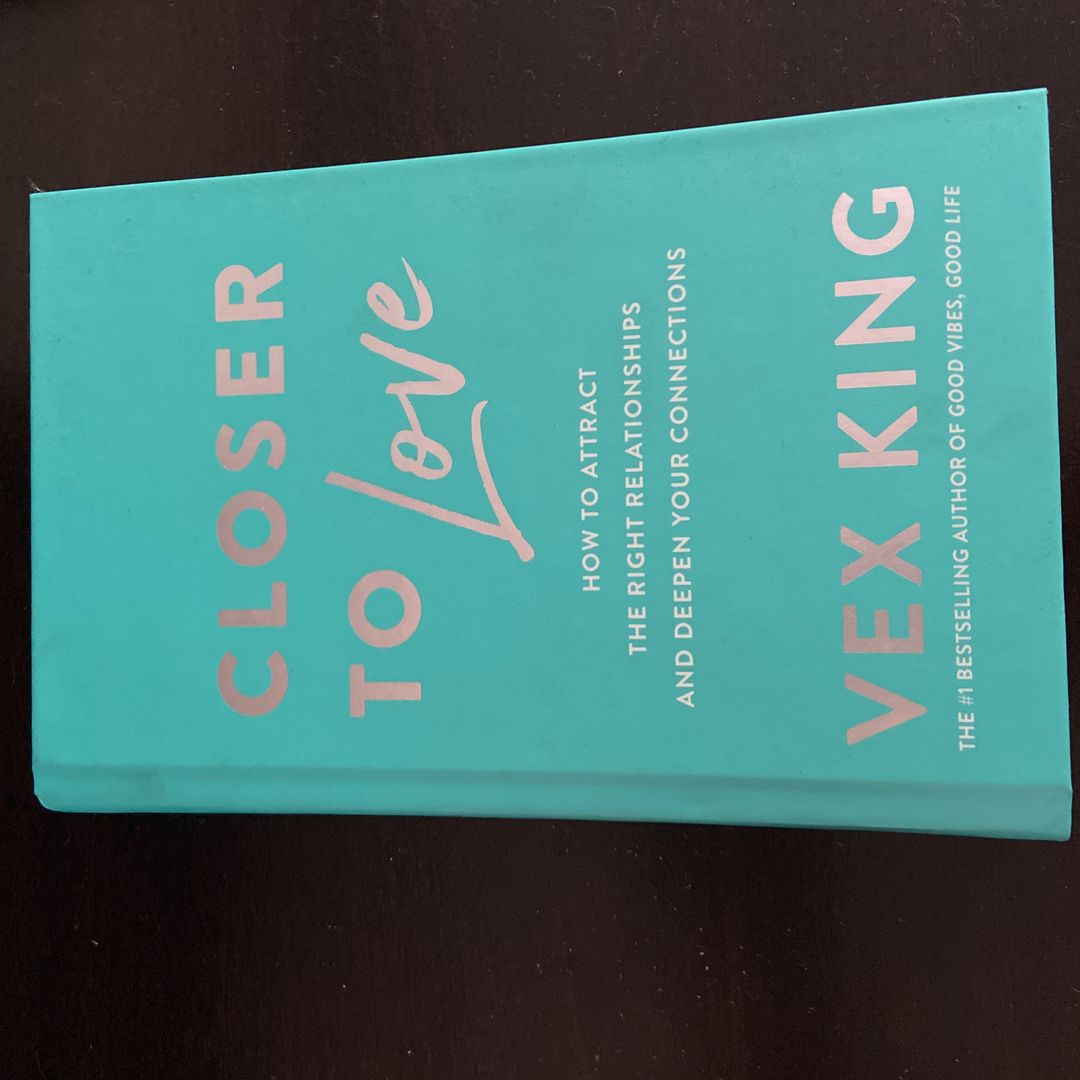 CLOSER
TO Love
HOW TO ATTRACT
THE RIGHT RELATIONSHIPS
AND DEEPEN YOUR CONNECTIONS
VEX KING
THE #1 BESTSELLING AUTHOR OF GOOD VIBES, GOOD LIFE